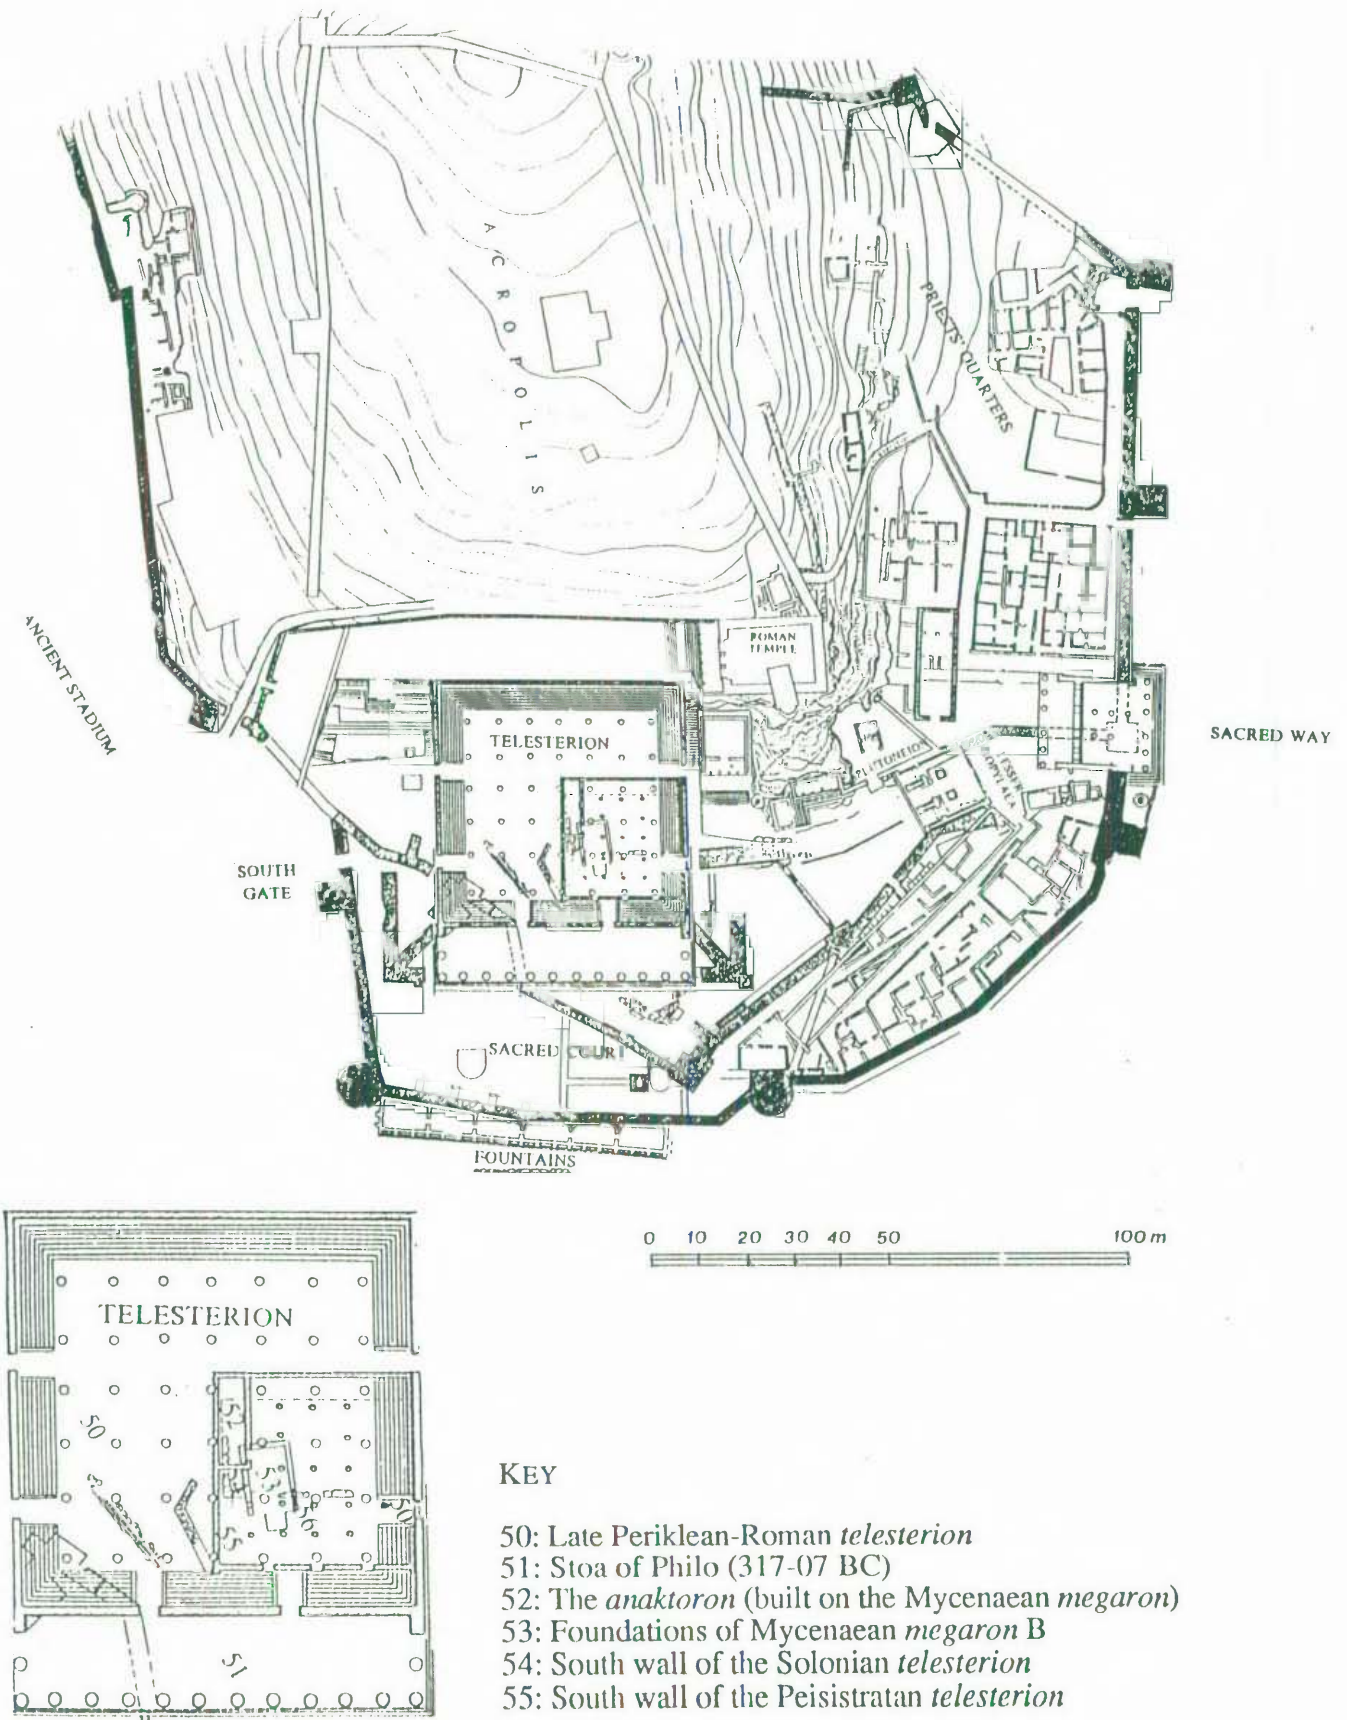 ACROPOLIS
PRIESTS' QUARTERS
ROMAN
TEMPLE
ANCIENT STADIUM
TELESTERION
SACRED WAY
SOUTH
GATE
SACRED COURT
FOUNTAINS
0 10 20 30 40 50 100 m
TELESTERION
50
52
53
56
55
50
51
KEY
50: Late Periklean-Roman telesterion
51: Stoa of Philo (317-07 BC)
52: The anaktoron (built on the Mycenaean megaron)
53: Foundations of Mycenaean megaron B
54: South wall of the Solonian telesterion
55: South wall of the Peisistratan telesterion